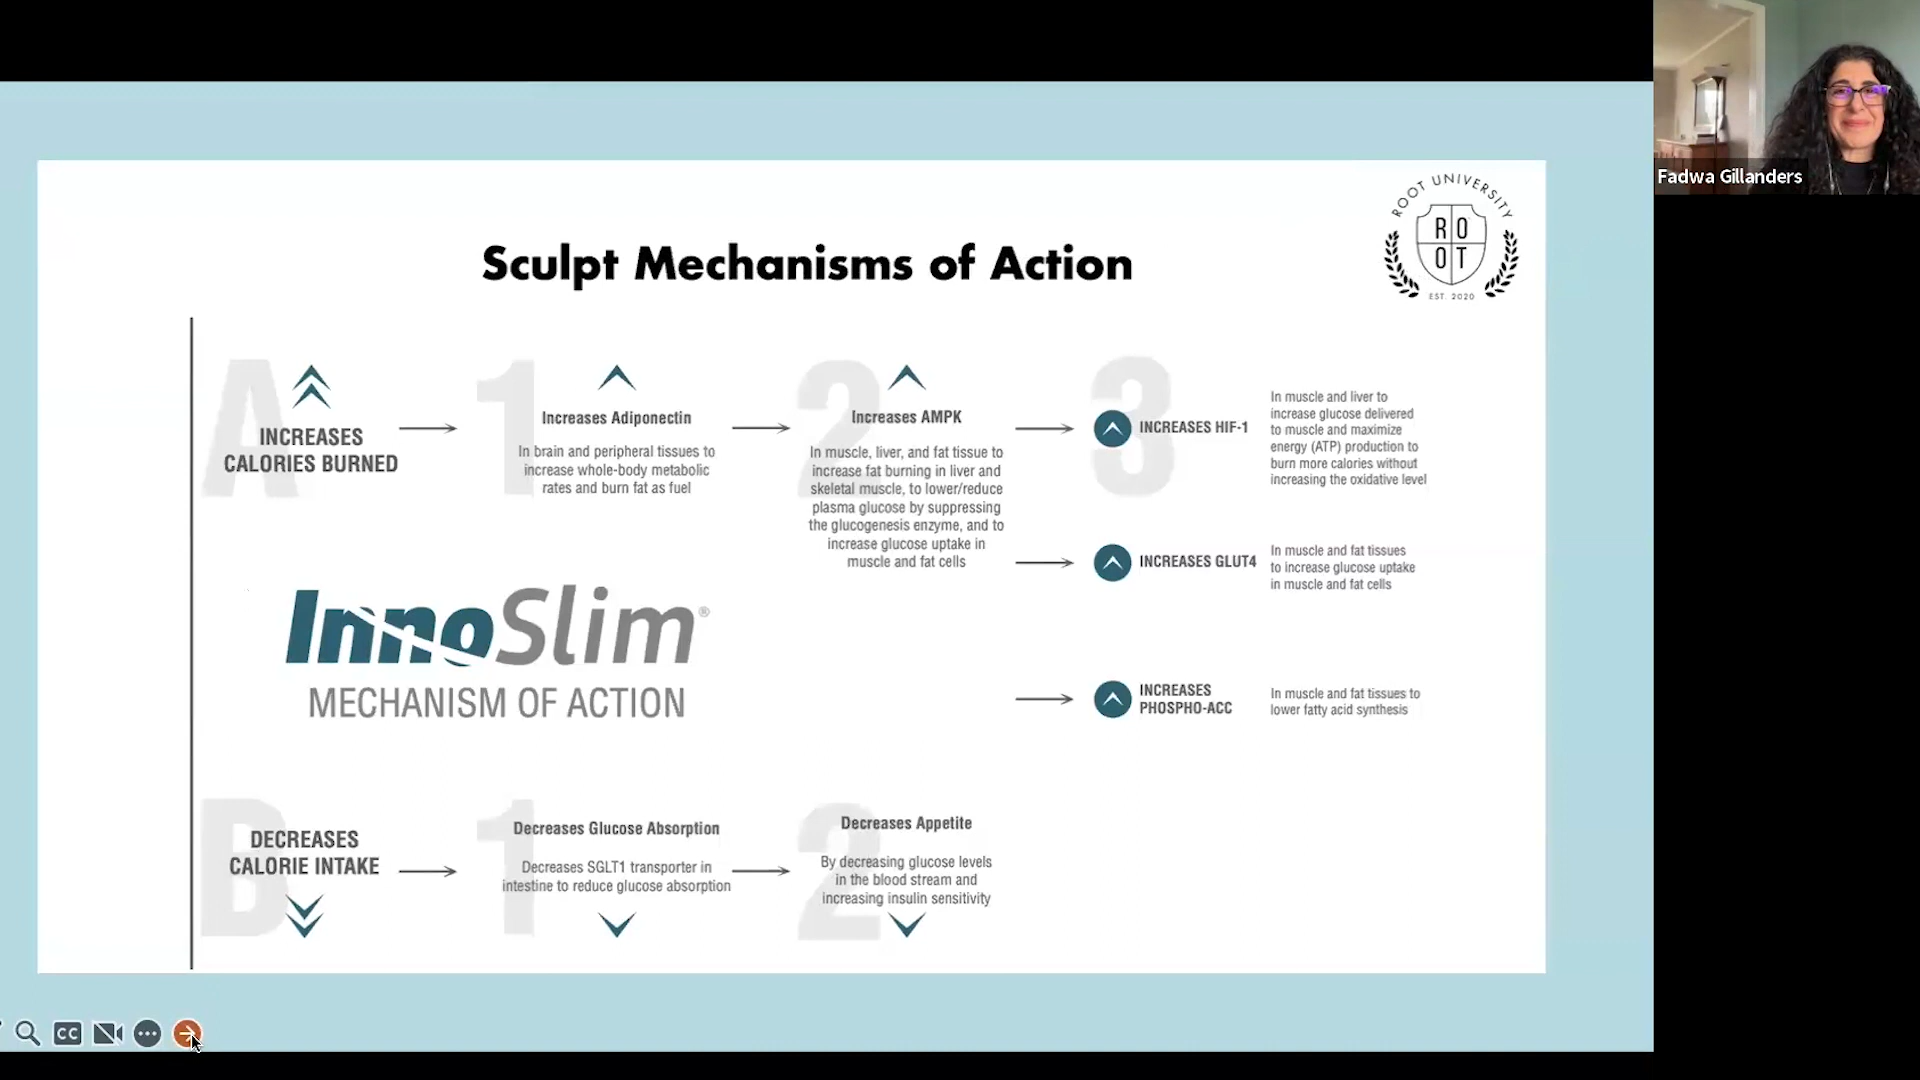 Fadwa Gillanders
ROOT UNIVERSITY
RO
OT
EST. 2020
Sculpt Mechanisms of Action
A
INCREASES
CALORIES BURNED
1
Increases Adiponectin
In brain and peripheral tissues to
increase whole-body metabolic
rates and burn fat as fuel
2
Increases AMPK
In muscle, liver, and fat tissue to
increase fat burning in liver and
skeletal muscle, to lower/reduce
plasma glucose by suppressing
the glucogenesis enzyme, and to
increase glucose uptake in
muscle and fat cells
3
INCREASES HIF-1
In muscle and liver to
increase glucose delivered
to muscle and maximize
energy (ATP) production to
burn more calories without
increasing the oxidative level
INCREASES GLUT4
In muscle and fat tissues
to increase glucose uptake
in muscle and fat cells
INCREASES
PHOSPHO-ACC
In muscle and fat tissues to
lower fatty acid synthesis
InnoSlim®
MECHANISM OF ACTION
B
DECREASES
CALORIE INTAKE
1
Decreases Glucose Absorption
Decreases SGLT1 transporter in
intestine to reduce glucose absorption
2
Decreases Appetite
By decreasing glucose levels
in the blood stream and
increasing insulin sensitivity
CC